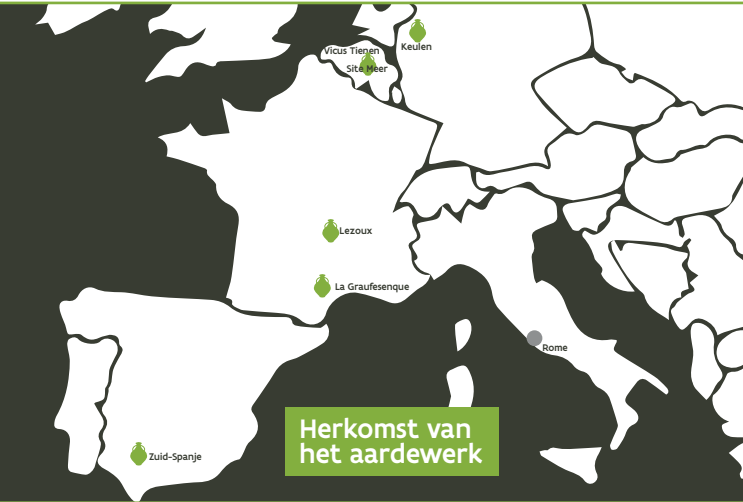 Keulen
Vicus Tienen
Site Meer
Lezoux
La Graufesenque
Rome
Herkomst van
het aardewerk
Zuid-Spanje